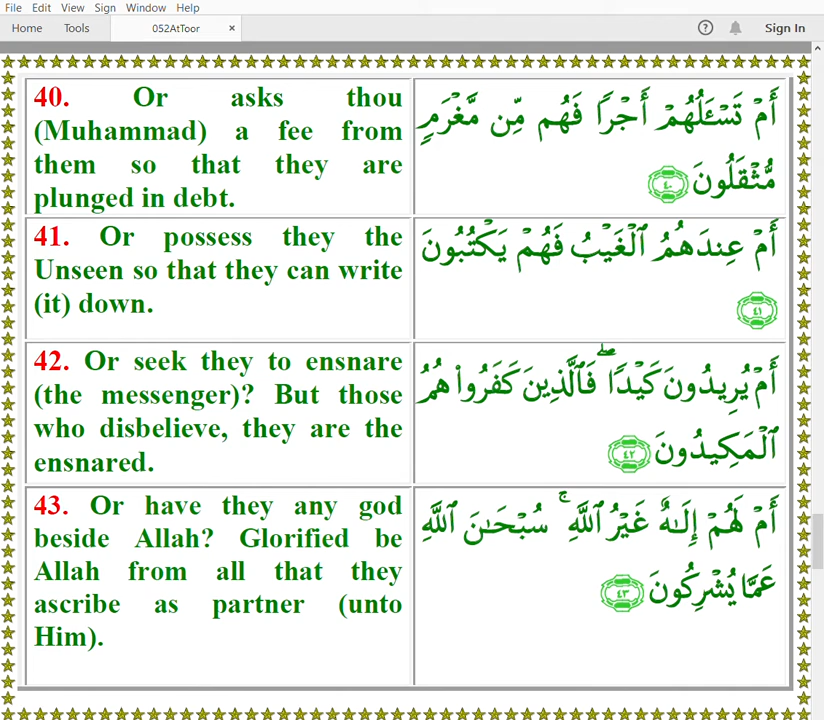 File Edit View Sign Window Help
Home Tools 052AtToor × ? Sign In
40. Or asks thou
(Muhammad) a fee from
them so that they are
plunged in debt.
أَمْ تَسْـَٔلُهُمْ أَجْرًا فَهُم مِّن مَّغْرَمٍ
مُّثْقَلُونَ ٤٠
41. Or possess they the
Unseen so that they can write
(it) down.
أَمْ عِندَهُمُ ٱلْغَيْبُ فَهُمْ يَكْتُبُونَ
٤١
42. Or seek they to ensnare
(the messenger)? But those
who disbelieve, they are the
ensnared.
أَمْ يُرِيدُونَ كَيْدًا ۖ فَٱلَّذِينَ كَفَرُوا۟ هُمُ
ٱلْمَكِيدُونَ ٤٢
43. Or have they any god
beside Allah? Glorified be
Allah from all that they
ascribe as partner (unto
Him).
أَمْ لَهُمْ إِلَـٰهٌ غَيْرُ ٱللَّهِ ۚ سُبْحَـٰنَ ٱللَّهِ
عَمَّا يُشْرِكُونَ ٤٣